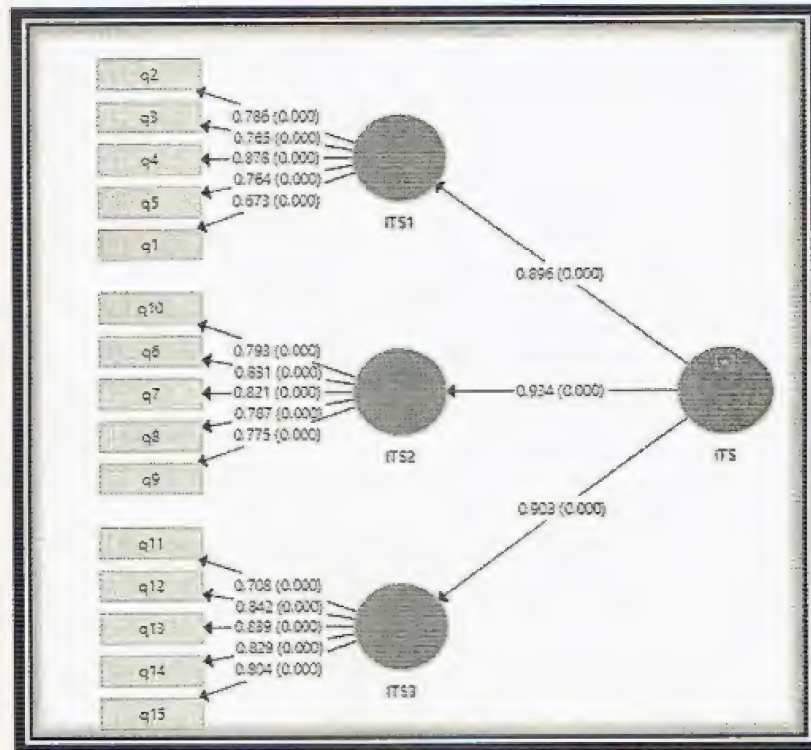 q2
q3
q4
q5
q1
0.786 (0.000)
0.765 (0.000)
0.878 (0.000)
0.764 (0.000)
0.673 (0.000)
ITS1
0.896 (0.000)
q10
q6
q7
q8
q9
0.793 (0.000)
0.831 (0.000)
0.821 (0.000)
0.787 (0.000)
0.775 (0.000)
ITS2
0.934 (0.000)
ITS
0.903 (0.000)
q11
q12
q13
q14
q15
0.708 (0.000)
0.842 (0.000)
0.839 (0.000)
0.829 (0.000)
0.804 (0.000)
ITS3